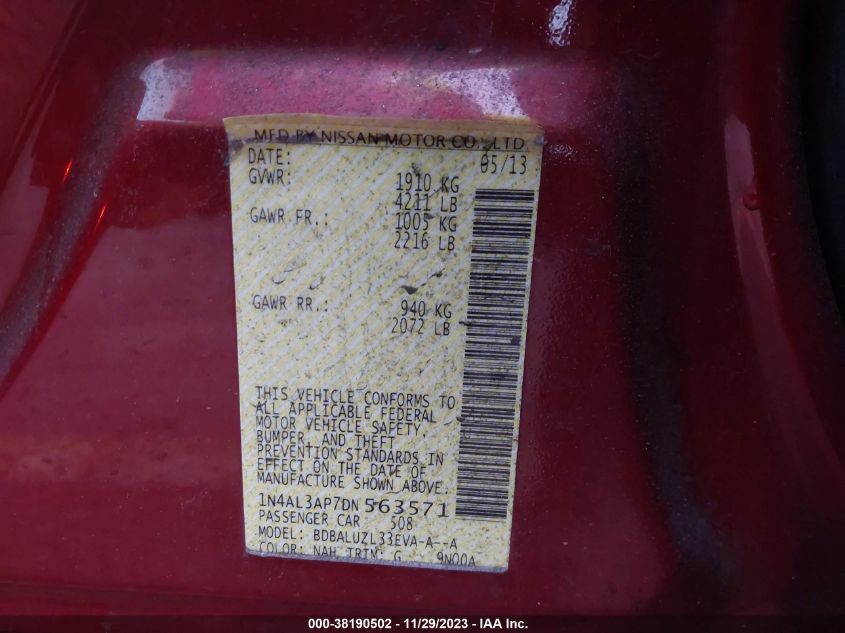 MFD BY NISSAN MOTOR CO., LTD.
DATE: 05/13
GVWR: 1910 KG
4211 LB
GAWR FR.: 1005 KG
2216 LB
GAWR RR.: 940 KG
2072 LB
THIS VEHICLE CONFORMS TO
ALL APPLICABLE FEDERAL
MOTOR VEHICLE SAFETY,
BUMPER, AND THEFT
PREVENTION STANDARDS IN
EFFECT ON THE DATE OF
MANUFACTURE SHOWN ABOVE.
1N4AL3AP7DN 563571
PASSENGER CAR 508
MODEL: BDBALUZL33EVA-A--A
COLOR: NAH TRIM: G 9N00A
000-38190502 - 11/29/2023 - IAA Inc.